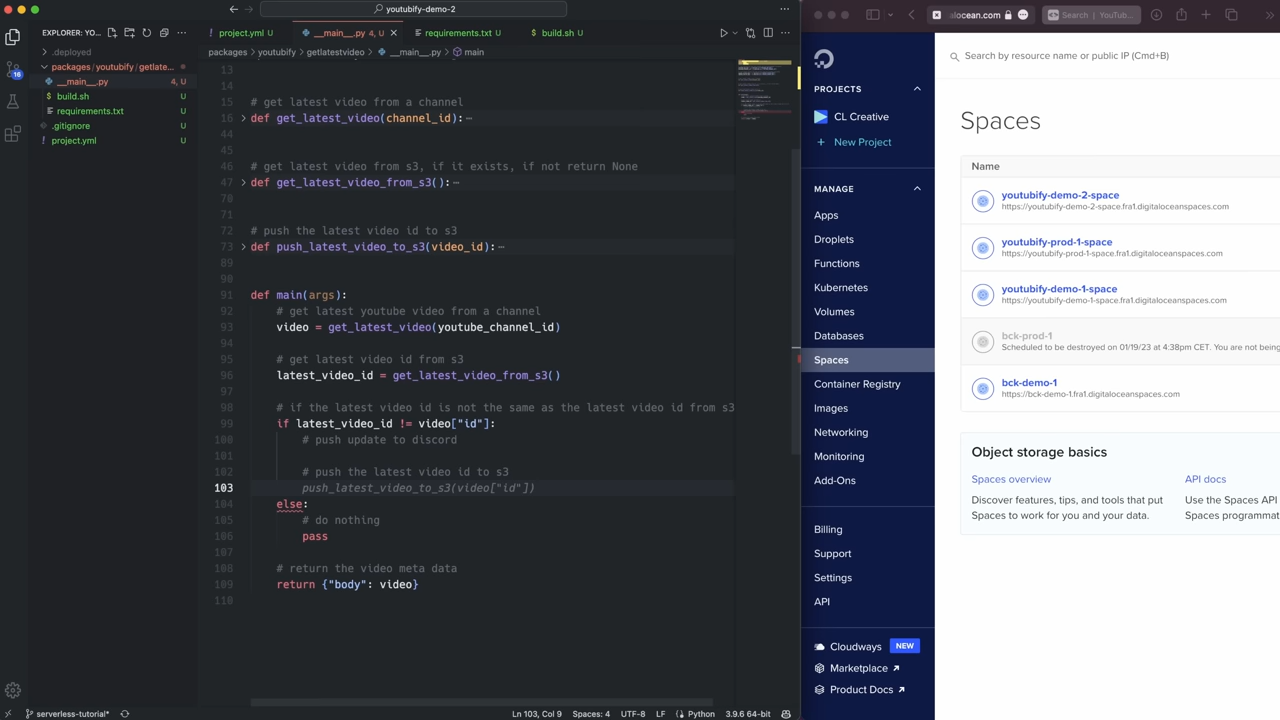 youtubify-demo-2
EXPLORER: YO...
.deployed
packages/youtubify/getlate...
__main__.py 4, U
build.sh U
requirements.txt U
.gitignore U
project.yml U
16
project.yml U
__main__.py 4, U
requirements.txt U
build.sh U
packages > youtubify > getlatestvideo > __main__.py > main
13
14
15 # get latest video from a channel
16 def get_latest_video(channel_id):
44
45
46 # get latest video from s3, if it exists, if not return None
47 def get_latest_video_from_s3():
70
71
72 # push the latest video id to s3
73 def push_latest_video_to_s3(video_id):
89
90
91 def main(args):
92 # get latest youtube video from a channel
93 video = get_latest_video(youtube_channel_id)
94
95 # get latest video id from s3
96 latest_video_id = get_latest_video_from_s3()
97
98 # if the latest video id is not the same as the latest video id from s3
99 if latest_video_id != video["id"]:
100 # push update to discord
101
102 # push the latest video id to s3
103 push_latest_video_to_s3(video["id"])
104 else:
105 # do nothing
106 pass
107
108 # return the video meta data
109 return {"body": video}
110
serverless-tutorial*
Ln 103, Col 9
Spaces: 4
UTF-8
LF
Python
3.9.6 64-bit
alocean.com
Search | YouTub...
Search by resource name or public IP (Cmd+B)
PROJECTS
CL Creative
+ New Project
MANAGE
Apps
Droplets
Functions
Kubernetes
Volumes
Databases
Spaces
Container Registry
Images
Networking
Monitoring
Add-Ons
Billing
Support
Settings
API
Cloudways NEW
Marketplace
Product Docs
Spaces
Name
youtubify-demo-2-space
https://youtubify-demo-2-space.fra1.digitaloceanspaces.com
youtubify-prod-1-space
https://youtubify-prod-1-space.fra1.digitaloceanspaces.com
youtubify-demo-1-space
https://youtubify-demo-1-space.fra1.digitaloceanspaces.com
bck-prod-1
Scheduled to be destroyed on 01/19/23 at 4:38pm CET. You are not being
bck-demo-1
https://bck-demo-1.fra1.digitaloceanspaces.com
Object storage basics
Spaces overview
Discover features, tips, and tools that put
Spaces to work for you and your data.
API docs
Use the Spaces API
Spaces programmat